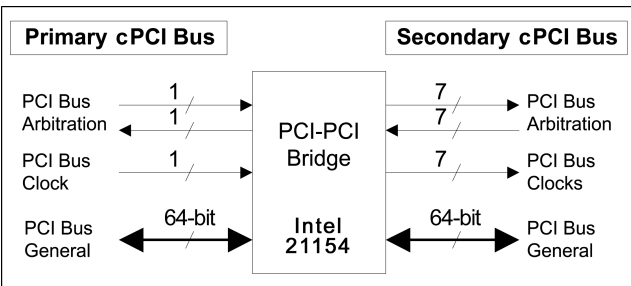 Primary cPCI Bus
Secondary cPCI Bus
PCI Bus
Arbitration
1
1
PCI Bus
Clock
1
PCI Bus
General
64-bit
PCI-PCI
Bridge
Intel
21154
7
7
PCI Bus
Arbitration
7
PCI Bus
Clocks
64-bit
PCI Bus
General